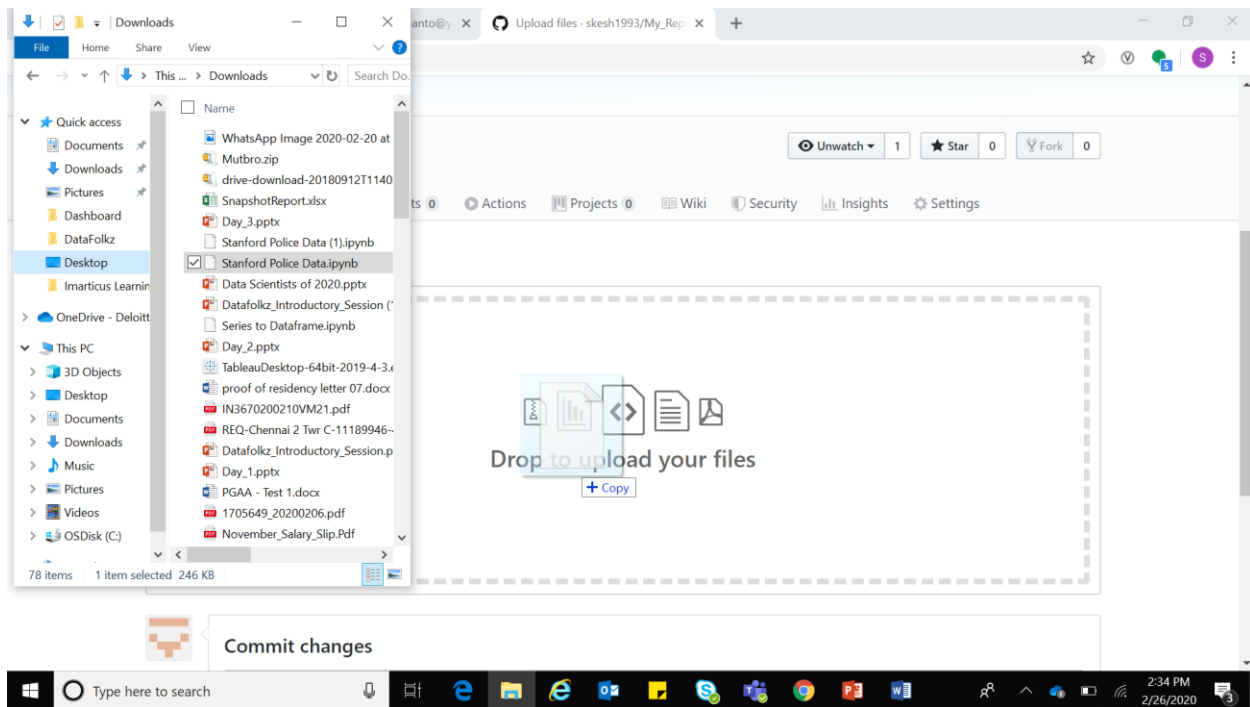 Downloads
File Home Share View
This ... > Downloads
Search Do.
Name
Quick access
Documents
Downloads
Pictures
Dashboard
DataFolkz
Desktop
Imarticus Learnin
OneDrive - Deloitt
This PC
3D Objects
Desktop
Documents
Downloads
Music
Pictures
Videos
OSDisk (C:)
WhatsApp Image 2020-02-20 at
Mutbro.zip
drive-download-20180912T1140
SnapshotReport.xlsx
Day_3.pptx
Stanford Police Data (1).ipynb
Stanford Police Data.ipynb
Data Scientists of 2020.pptx
Datafolkz_Introductory_Session (
Series to Dataframe.ipynb
Day_2.pptx
TableauDesktop-64bit-2019-4-3.e
proof of residency letter 07.docx
IN3670200210VM21.pdf
REQ-Chennai 2 Twr C-11189946-
Datafolkz_Introductory_Session.p
Day_1.pptx
PGAA - Test 1.docx
1705649_20200206.pdf
November_Salary_Slip.Pdf
78 items 1 item selected 246 KB
anto@y
Upload files · skesh1993/My_Rep
S
S
Unwatch 1 Star 0 Fork 0
ts 0 Actions Projects 0 Wiki Security Insights Settings
Drop to upload your files
+ Copy
Commit changes
Type here to search
2:34 PM
2/26/2020
3